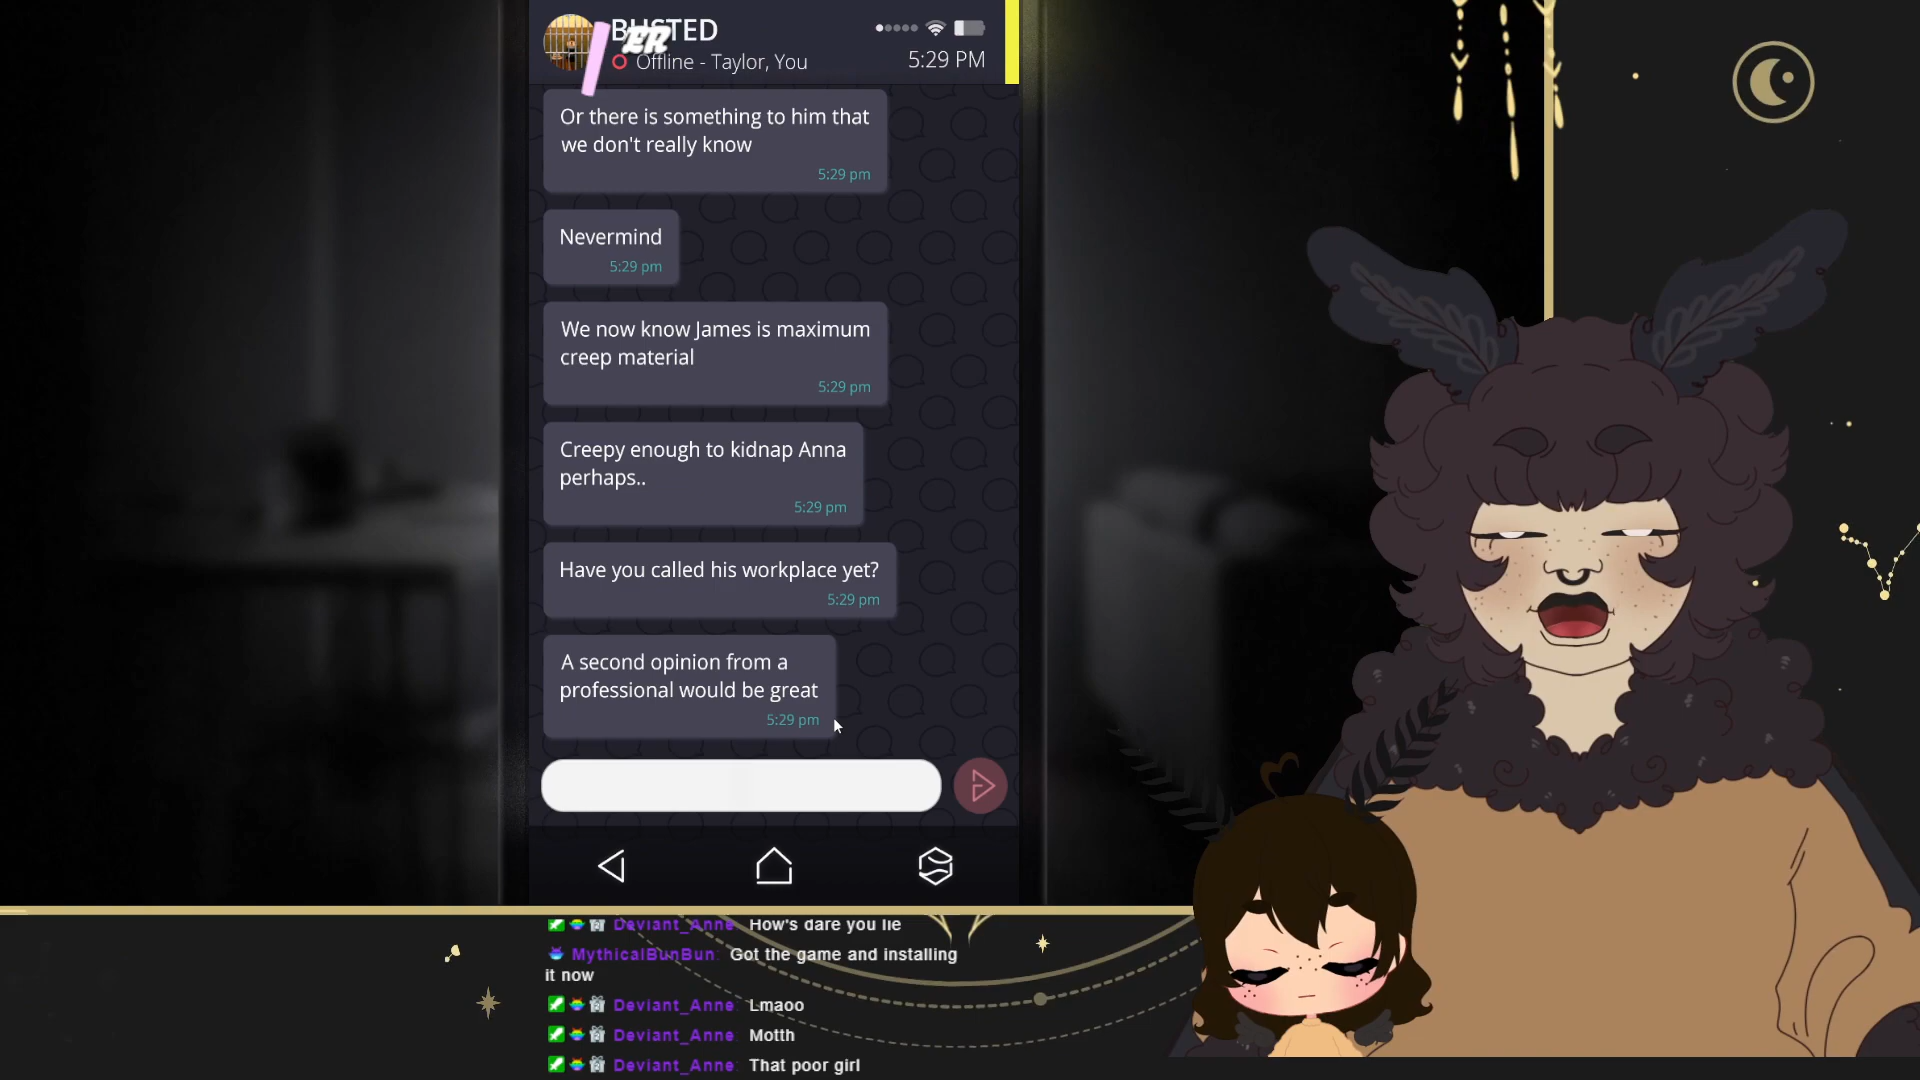 BUSTED
ER
Offline - Taylor, You
5:29 PM
Or there is something to him that
we don't really know
5:29 pm
Nevermind
5:29 pm
We now know James is maximum
creep material
5:29 pm
Creepy enough to kidnap Anna
perhaps..
5:29 pm
Have you called his workplace yet?
5:29 pm
A second opinion from a
professional would be great
5:29 pm
Deviant_Anne: How's dare you lie
MythicalBunBun: Got the game and installing
it now
Deviant_Anne: Lmaoo
Deviant_Anne: Motth
Deviant_Anne: That poor girl